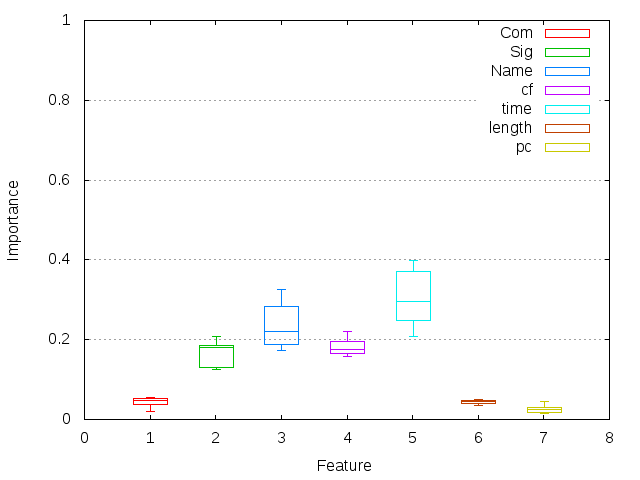 1
0.8
0.6
0.4
0.2
0
Importance
Com
Sig
Name
cf
time
length
pc
0 1 2 3 4 5 6 7 8
Feature